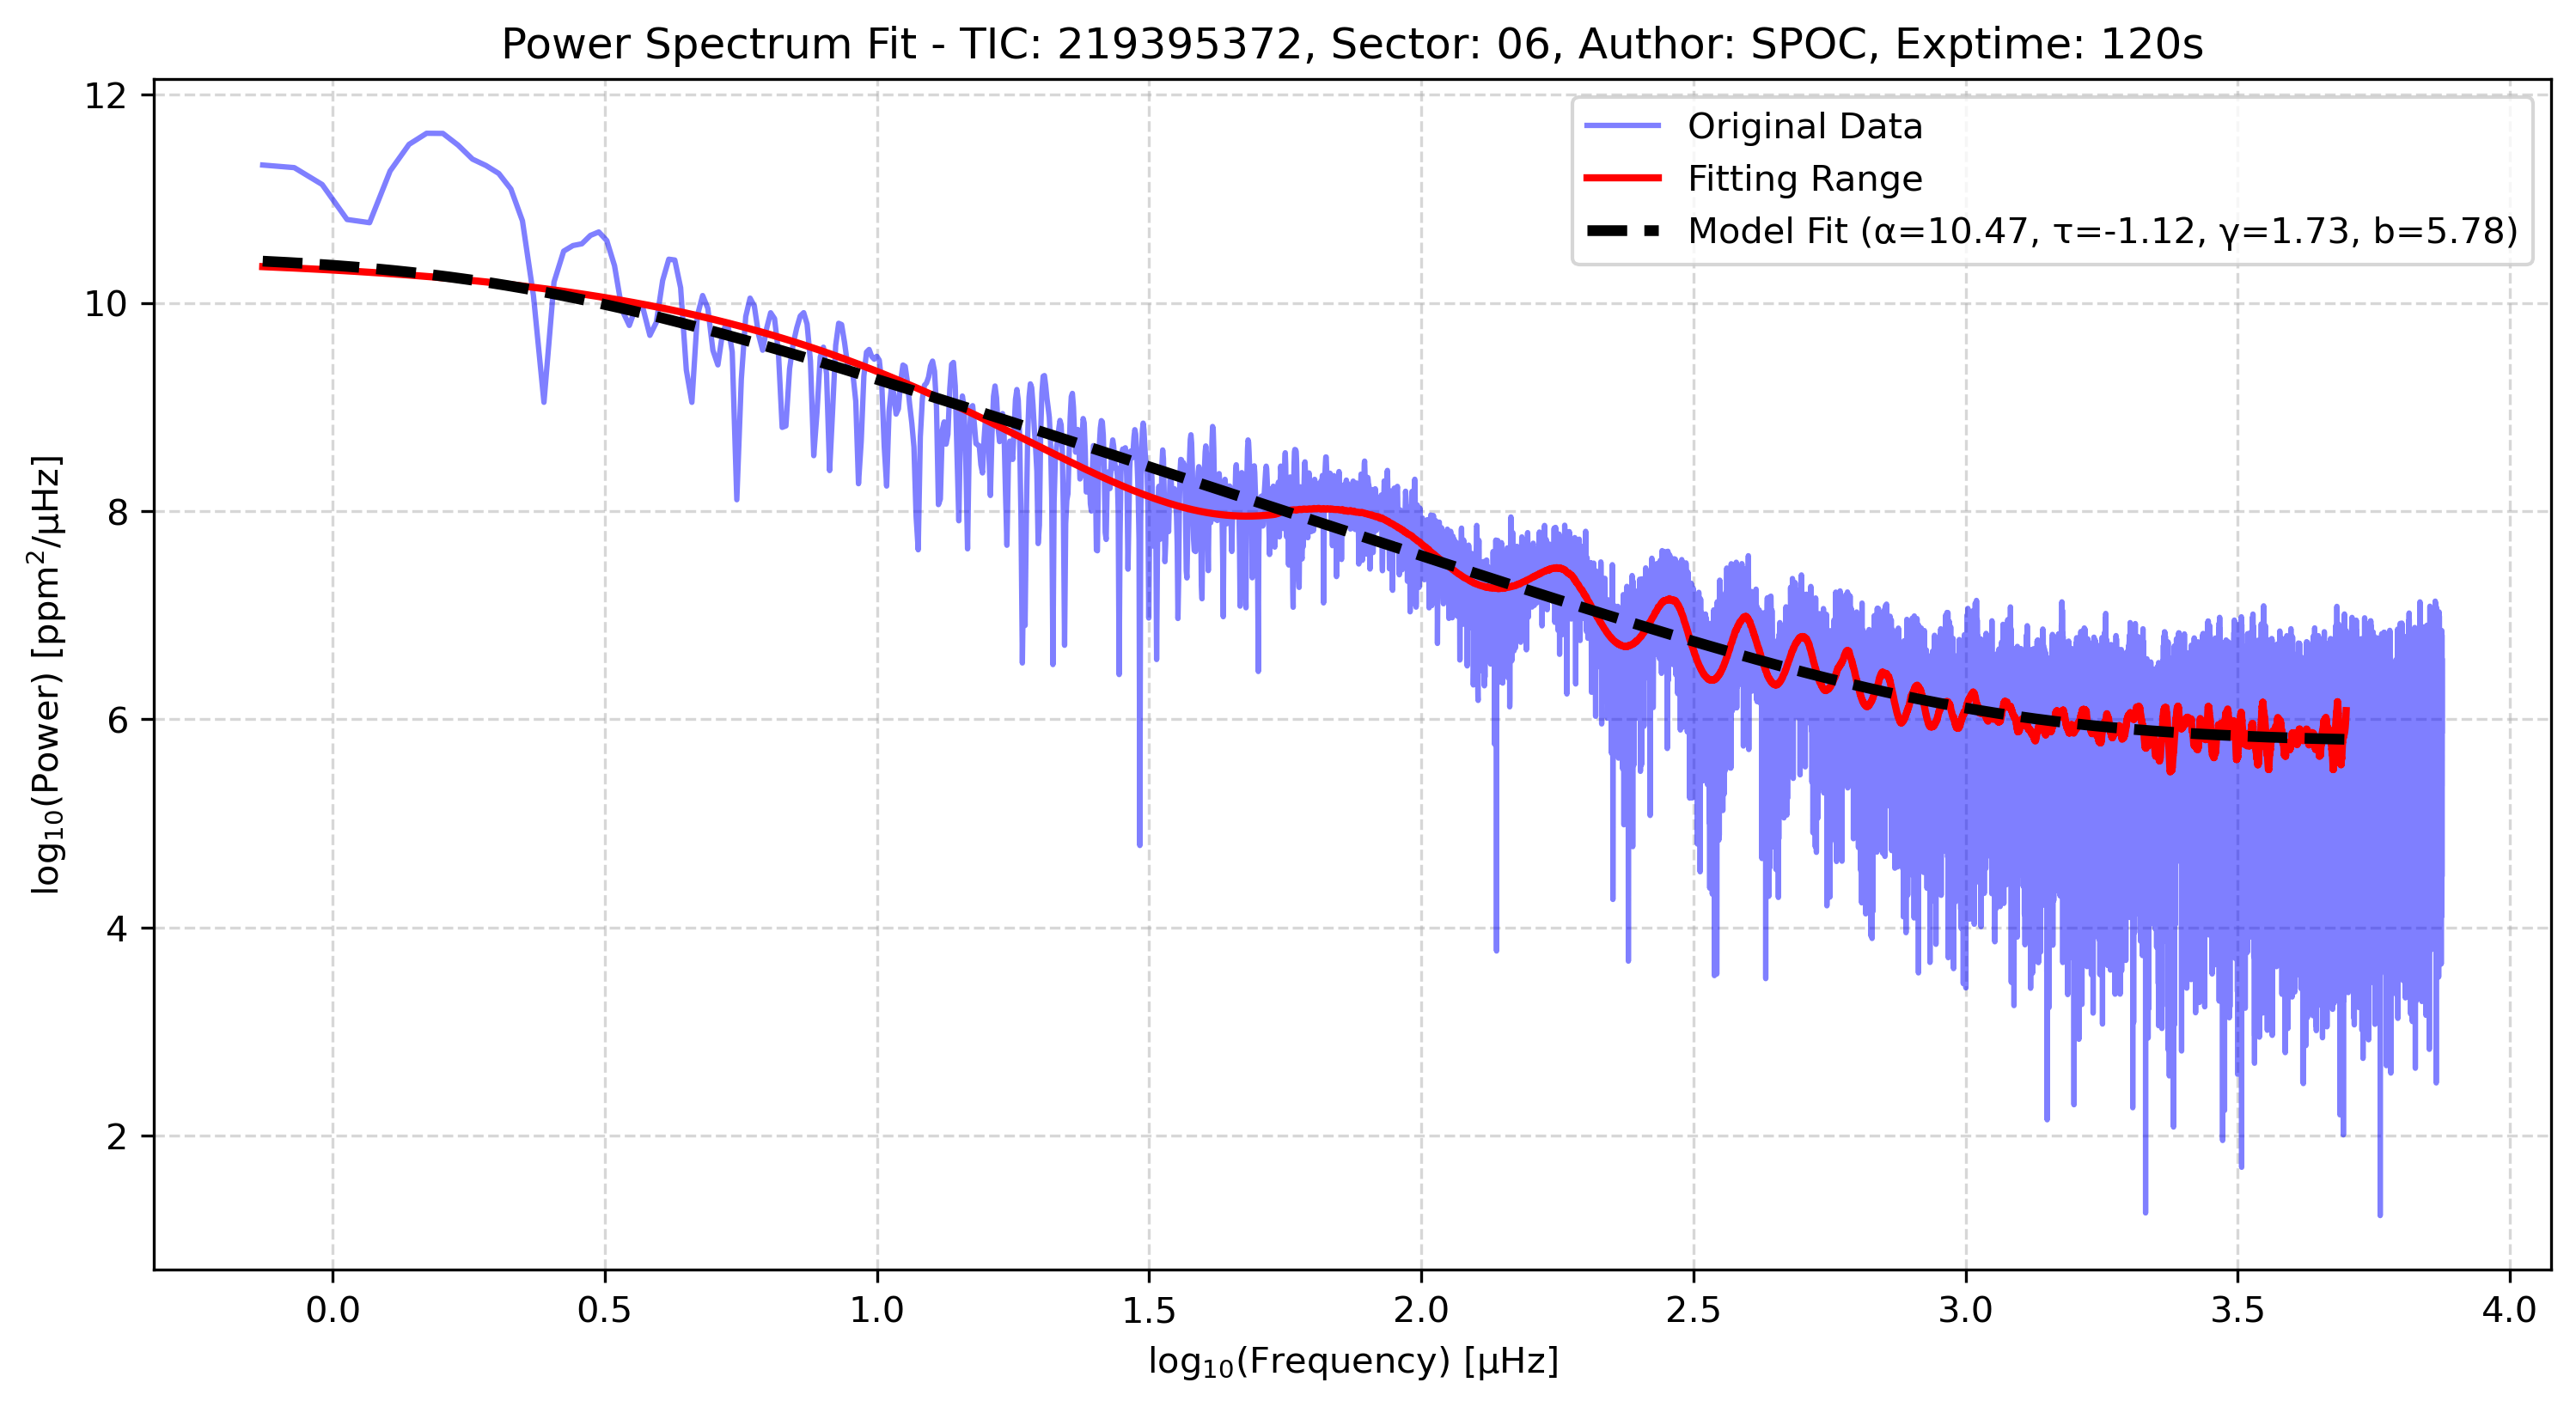 Power Spectrum Fit - TIC: 219395372, Sector: 06, Author: SPOC, Exptime: 120s
Original Data
Fitting Range
Model Fit (α=10.47, τ=-1.12, γ=1.73, b=5.78)
log₁₀(Power) [ppm²/μHz]
12
10
8
6
4
2
0.0 0.5 1.0 1.5 2.0 2.5 3.0 3.5 4.0
log₁₀(Frequency) [μHz]